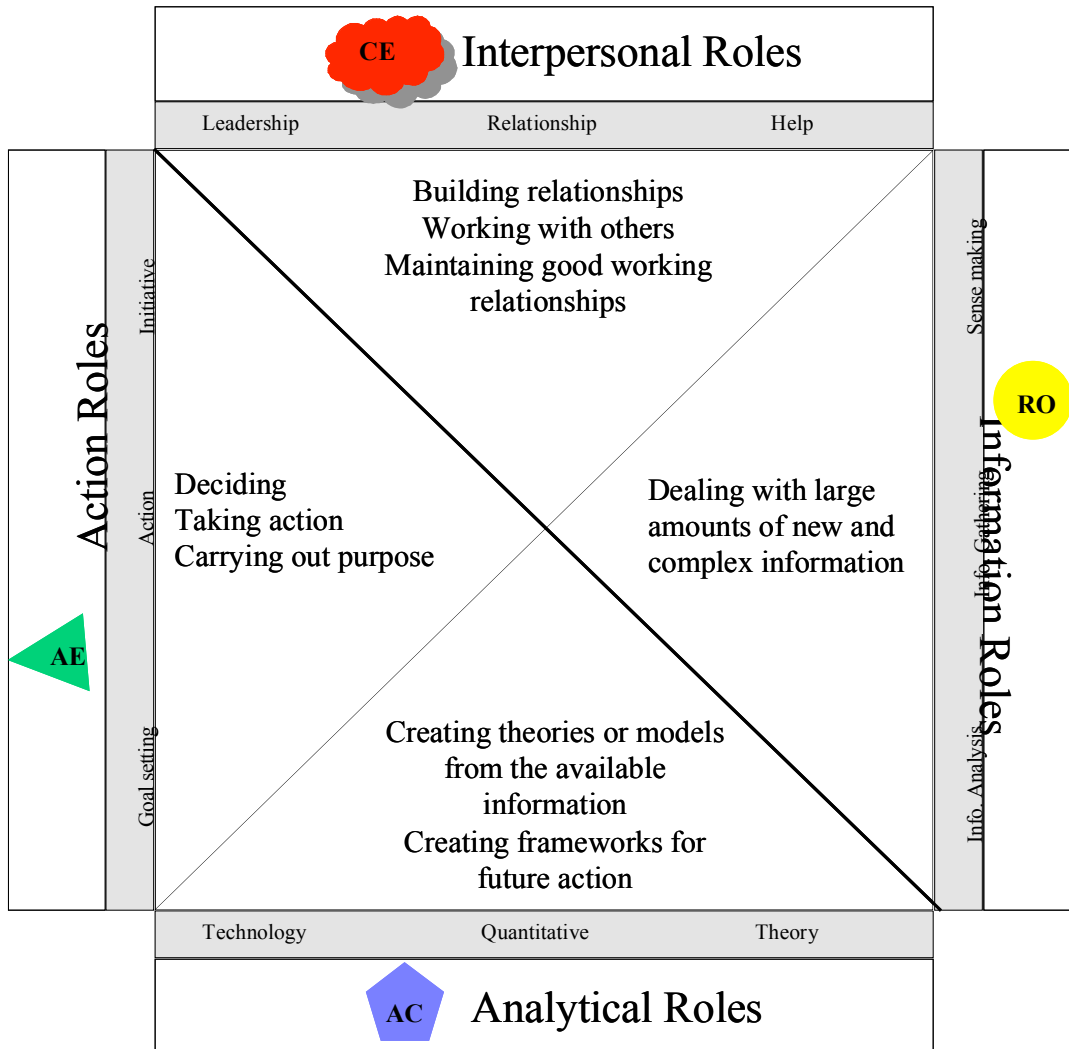 CE
Interpersonal Roles
Leadership
Relationship
Help
Building relationships
Working with others
Maintaining good working
relationships
Action Roles
AE
Initiative
Action
Goal setting
Deciding
Taking action
Carrying out purpose
Dealing with large
amounts of new and
complex information
Sense making
Info. Gathering
Info. Analysis
RO
Information Roles
Creating theories or models
from the available
information
Creating frameworks for
future action
Technology
Quantitative
Theory
AC
Analytical Roles